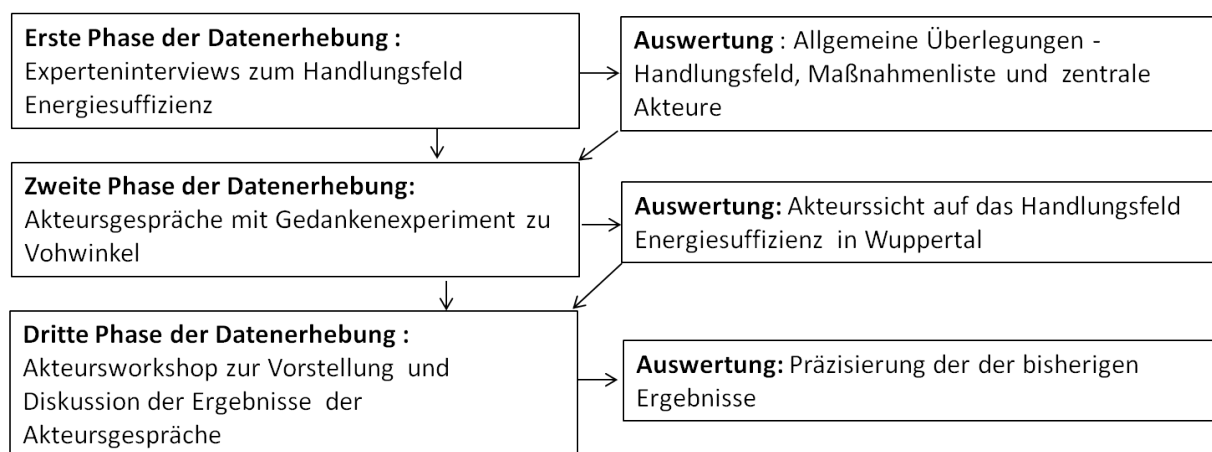 Erste Phase der Datenerhebung :
Experteninterviews zum Handlungsfeld
Energiesuffizienz
Auswertung : Allgemeine Überlegungen -
Handlungsfeld, Maßnahmenliste und zentrale
Akteure
Zweite Phase der Datenerhebung:
Akteursgespräche mit Gedankenexperiment zu
Vohwinkel
Auswertung: Akteurssicht auf das Handlungsfeld
Energiesuffizienz in Wuppertal
Dritte Phase der Datenerhebung :
Akteursworkshop zur Vorstellung und
Diskussion der Ergebnisse der
Akteursgespräche
Auswertung: Präzisierung der der bisherigen
Ergebnisse